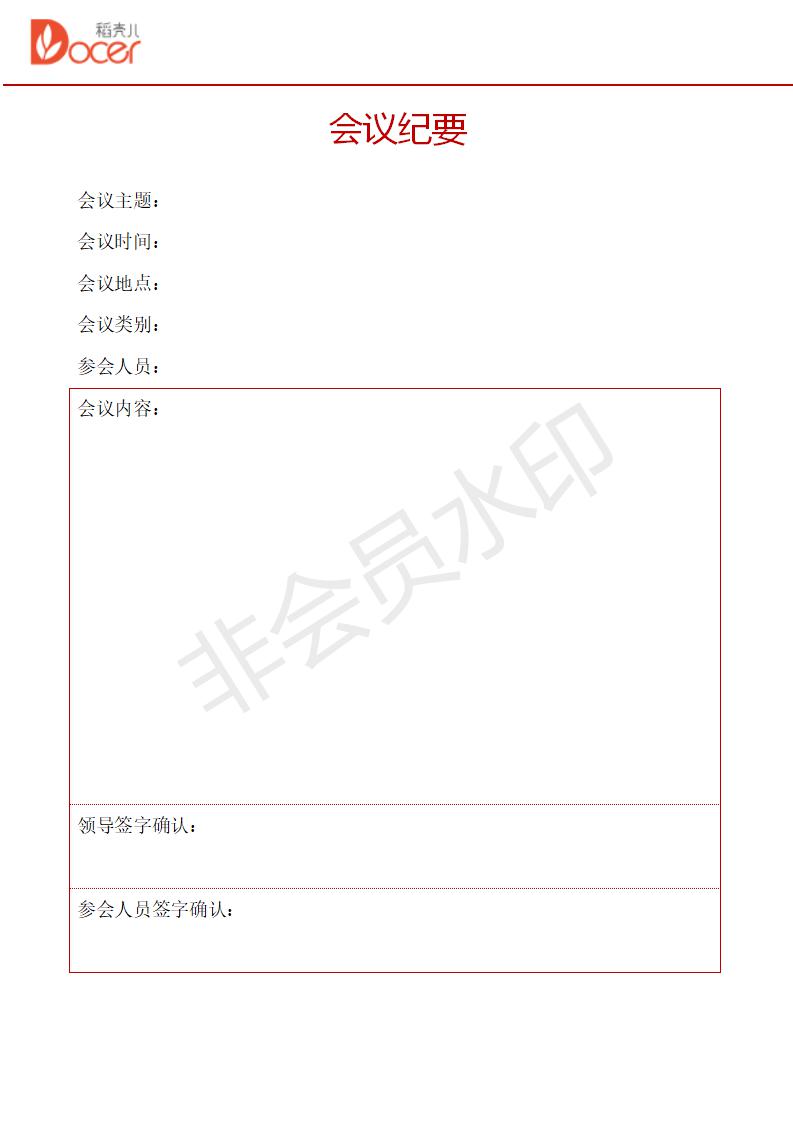 稻壳儿
Docer
会议纪要
会议主题：
会议时间：
会议地点：
会议类别：
参会人员：
会议内容：
非会员水印
领导签字确认：
参会人员签字确认：